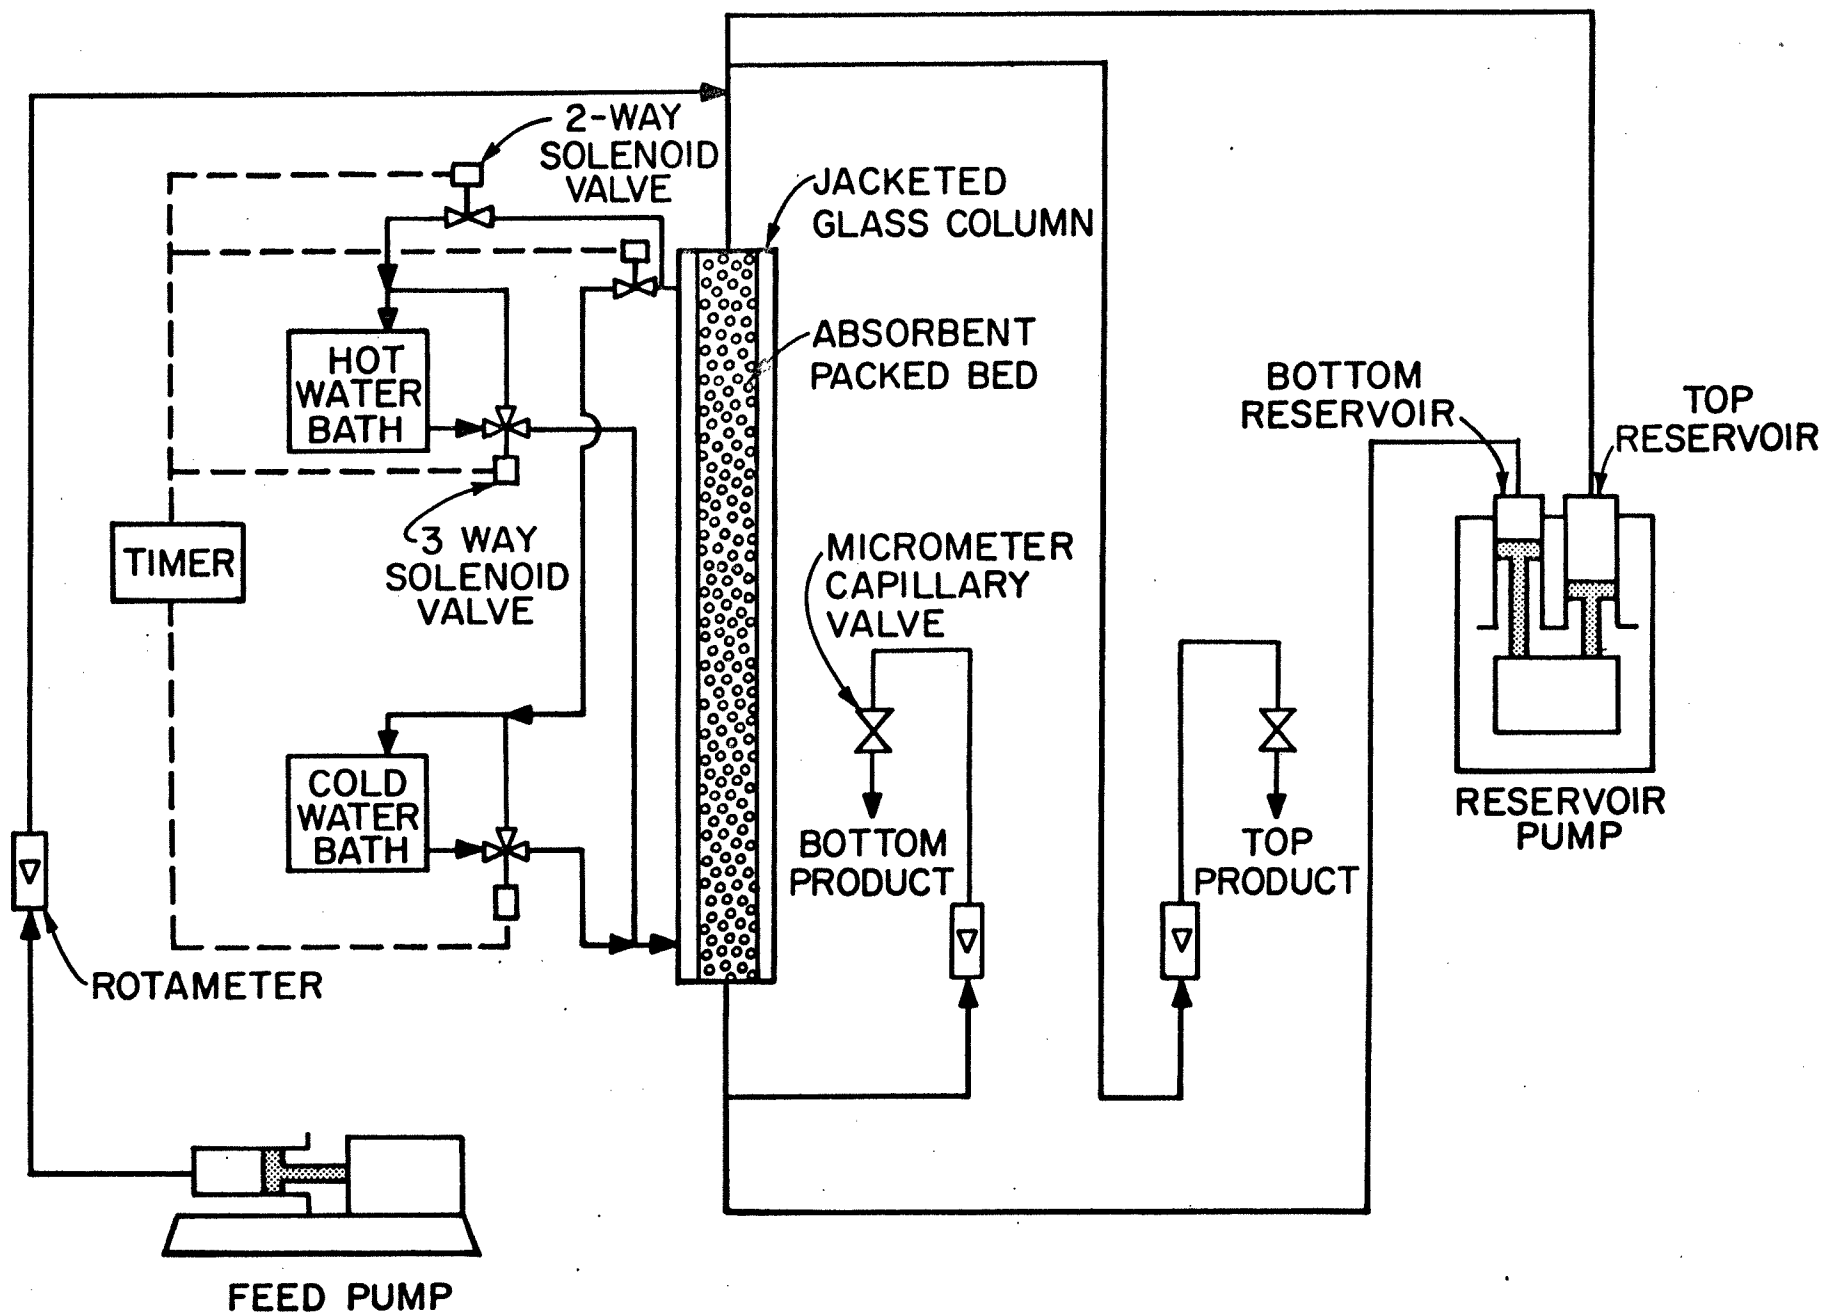 2-WAY
SOLENOID
VALVE
JACKETED
GLASS COLUMN
HOT
WATER
BATH
ABSORBENT
PACKED BED
BOTTOM
RESERVOIR
TOP
RESERVOIR
TIMER
3 WAY
SOLENOID
VALVE
MICROMETER
CAPILLARY
VALVE
COLD
WATER
BATH
BOTTOM
PRODUCT
TOP
PRODUCT
RESERVOIR
PUMP
ROTAMETER
FEED PUMP